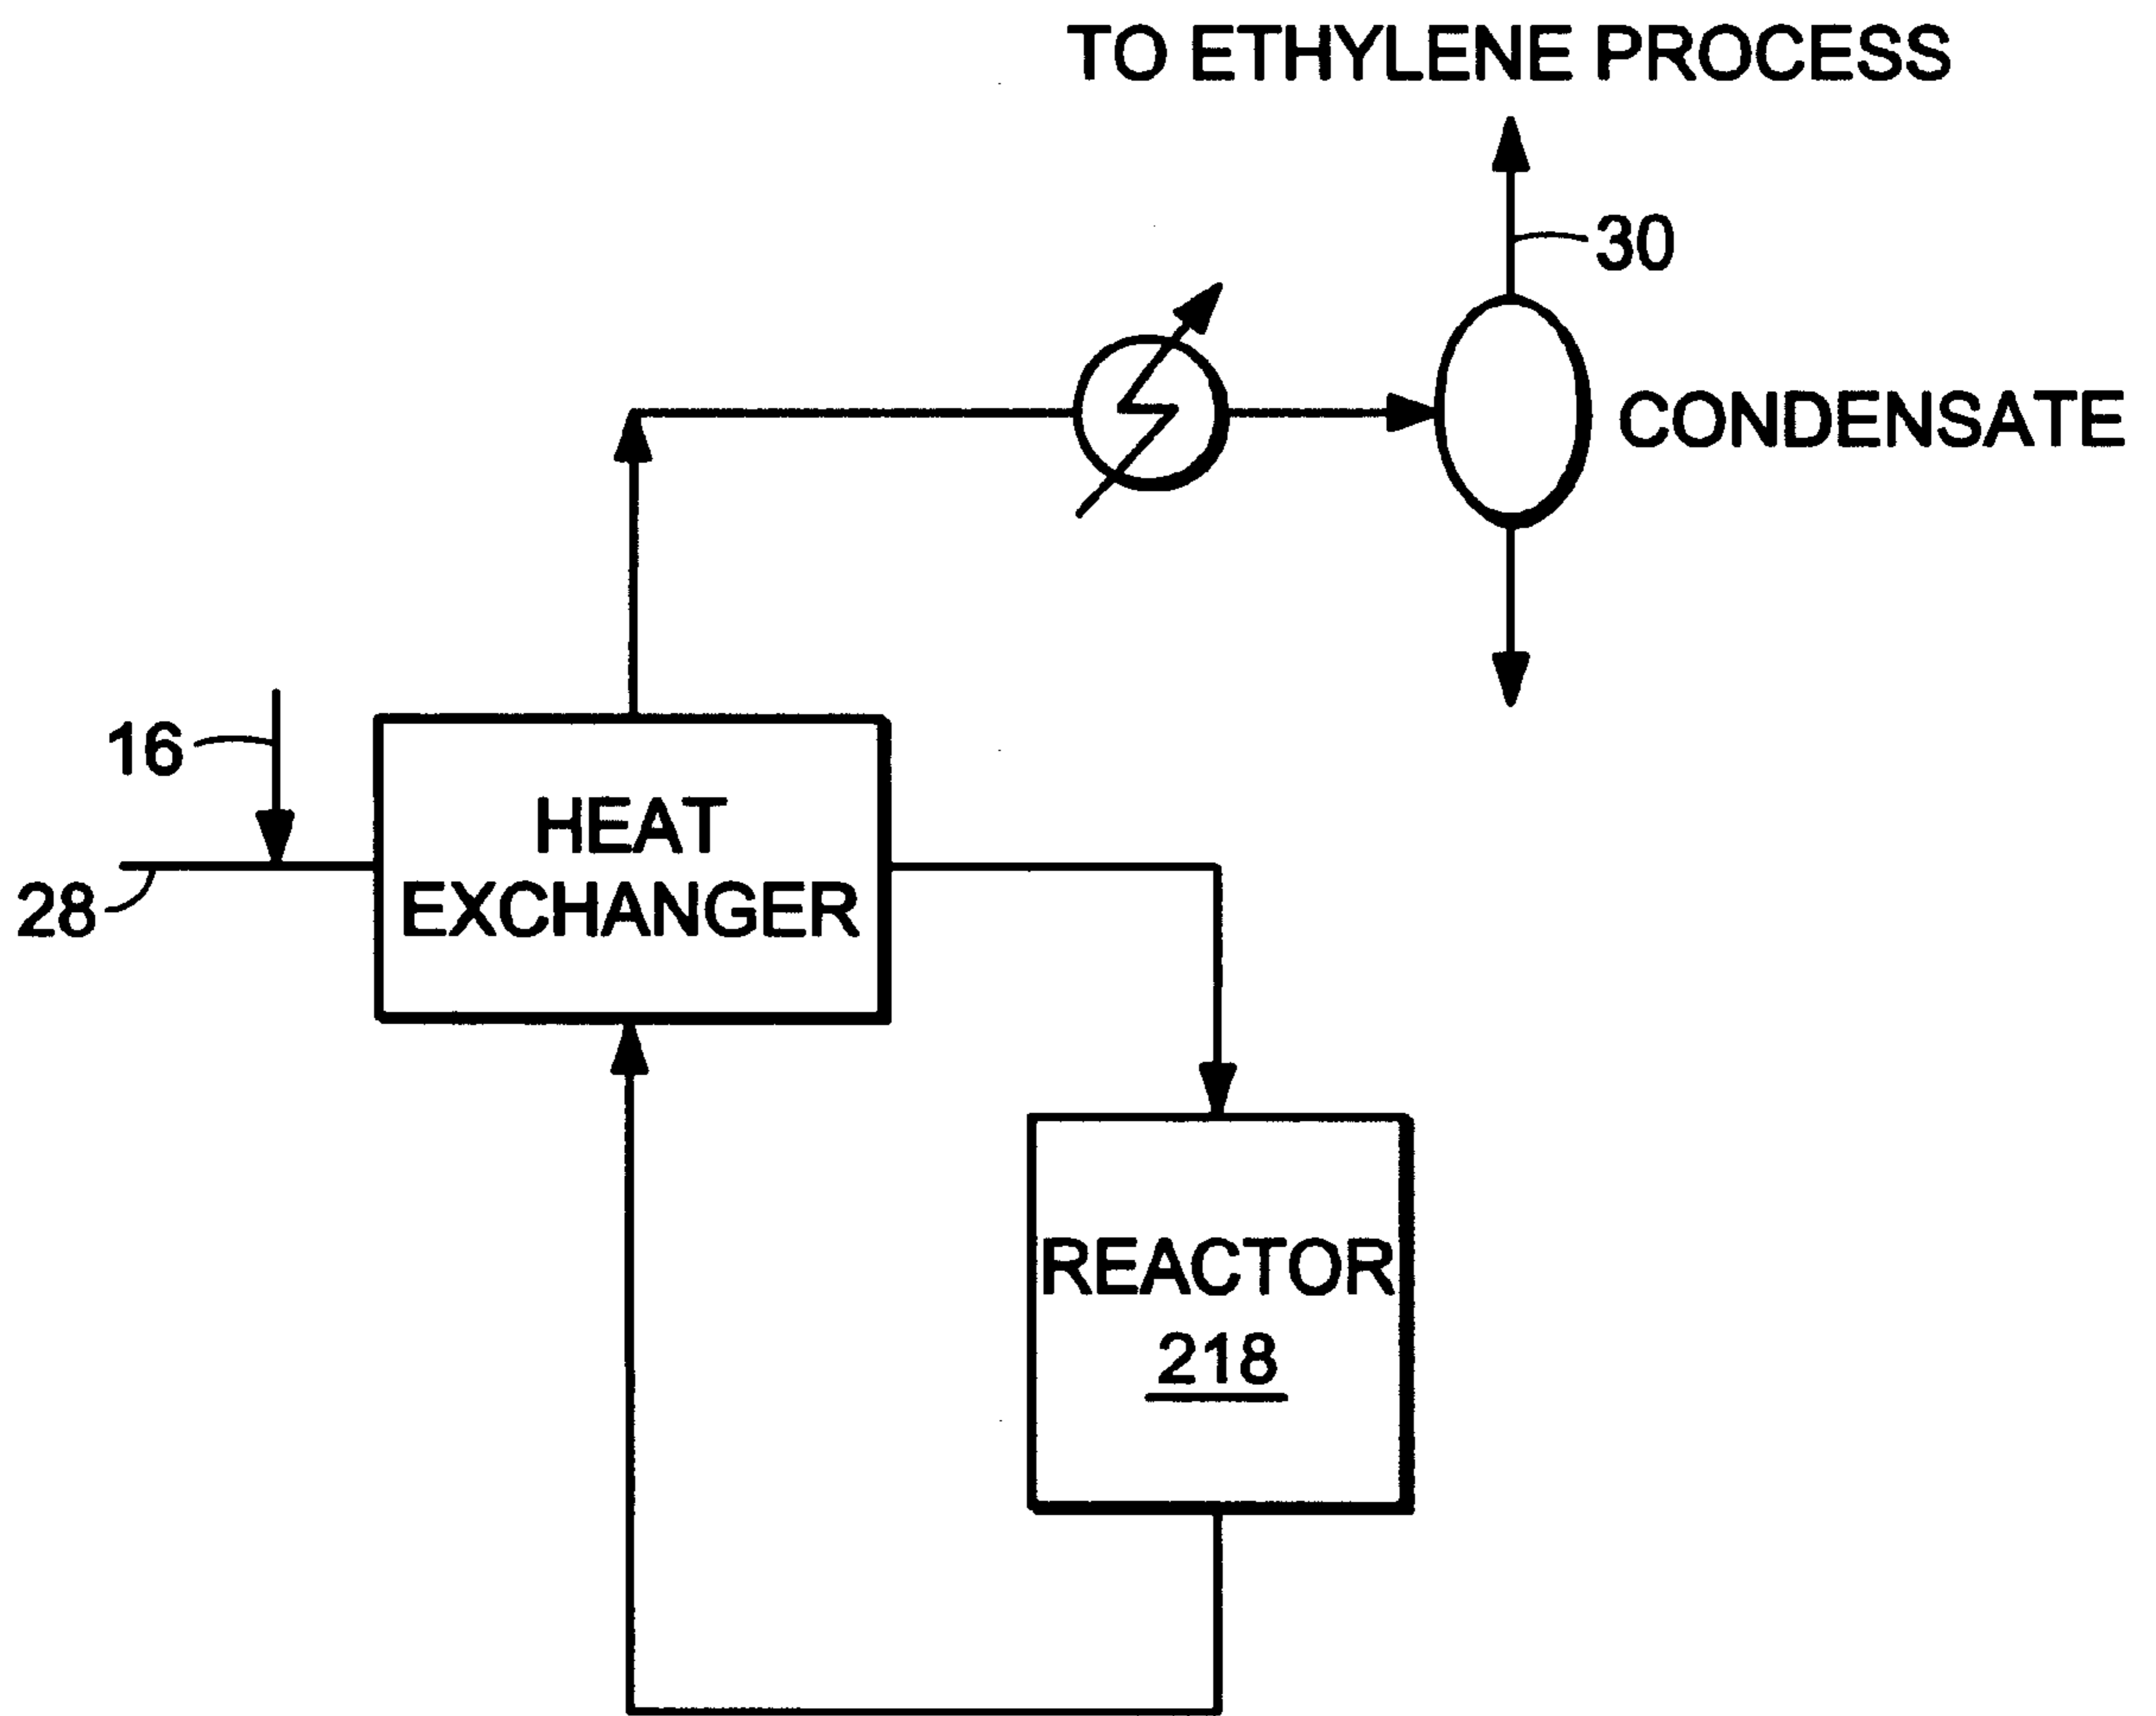 TO ETHYLENE PROCESS
30
CONDENSATE
16
HEAT
EXCHANGER
28
REACTOR
218